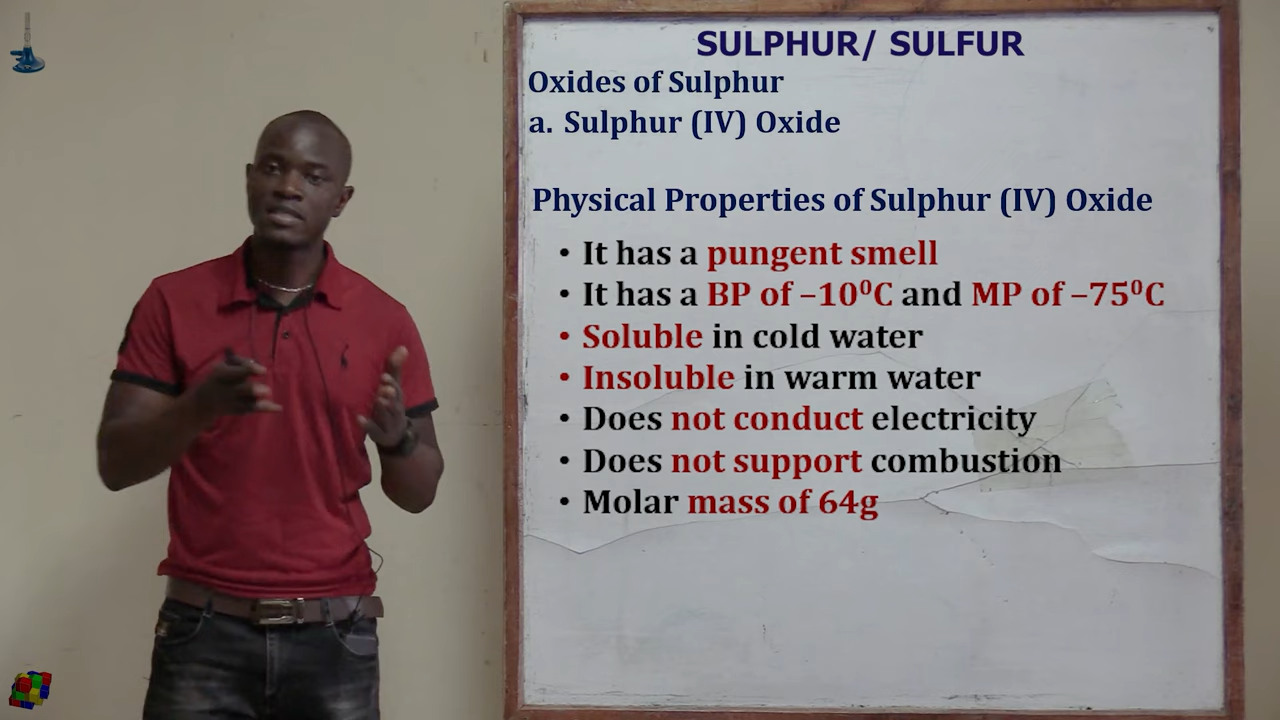 SULPHUR/ SULFUR
Oxides of Sulphur
a. Sulphur (IV) Oxide
Physical Properties of Sulphur (IV) Oxide
• It has a pungent smell
• It has a BP of –10⁰C and MP of –75⁰C
• Soluble in cold water
• Insoluble in warm water
• Does not conduct electricity
• Does not support combustion
• Molar mass of 64g